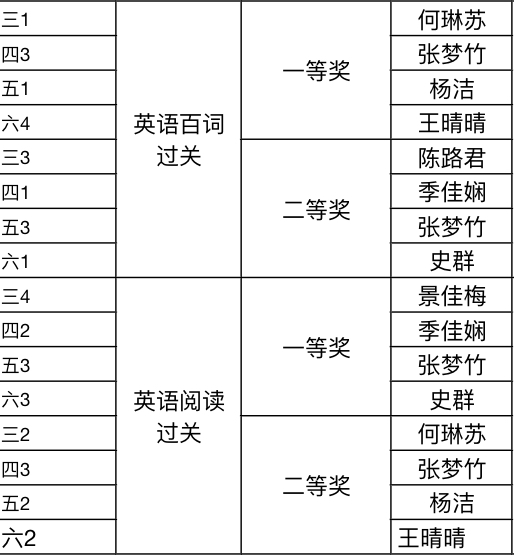 三1 英语百词过关 一等奖 何琳苏
四3 张梦竹
五1 杨洁
六4 王晴晴
三3 二等奖 陈路君
四1 季佳娴
五3 张梦竹
六1 史群
三4 英语阅读过关 一等奖 景佳梅
四2 季佳娴
五3 张梦竹
六3 史群
三2 二等奖 何琳苏
四3 张梦竹
五2 杨洁
六2 王晴晴